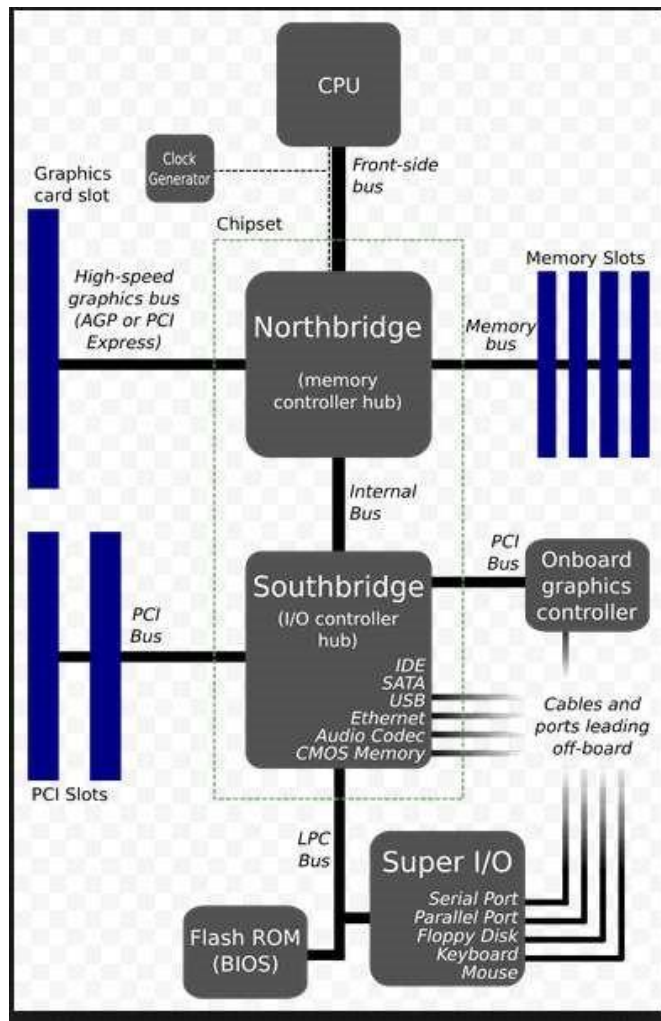 CPU
Clock
Generator
Front-side
bus
Graphics
card slot
Chipset
High-speed
graphics bus
(AGP or PCI
Express)
Northbridge
(memory
controller hub)
Memory
bus
Memory Slots
Internal
Bus
PCI
Bus
PCI Slots
Southbridge
(I/O controller
hub)
IDE
SATA
USB
Ethernet
Audio Codec
CMOS Memory
PCI
Bus
Onboard
graphics
controller
Cables and
ports leading
off-board
LPC
Bus
Flash ROM
(BIOS)
Super I/O
Serial Port
Parallel Port
Floppy Disk
Keyboard
Mouse